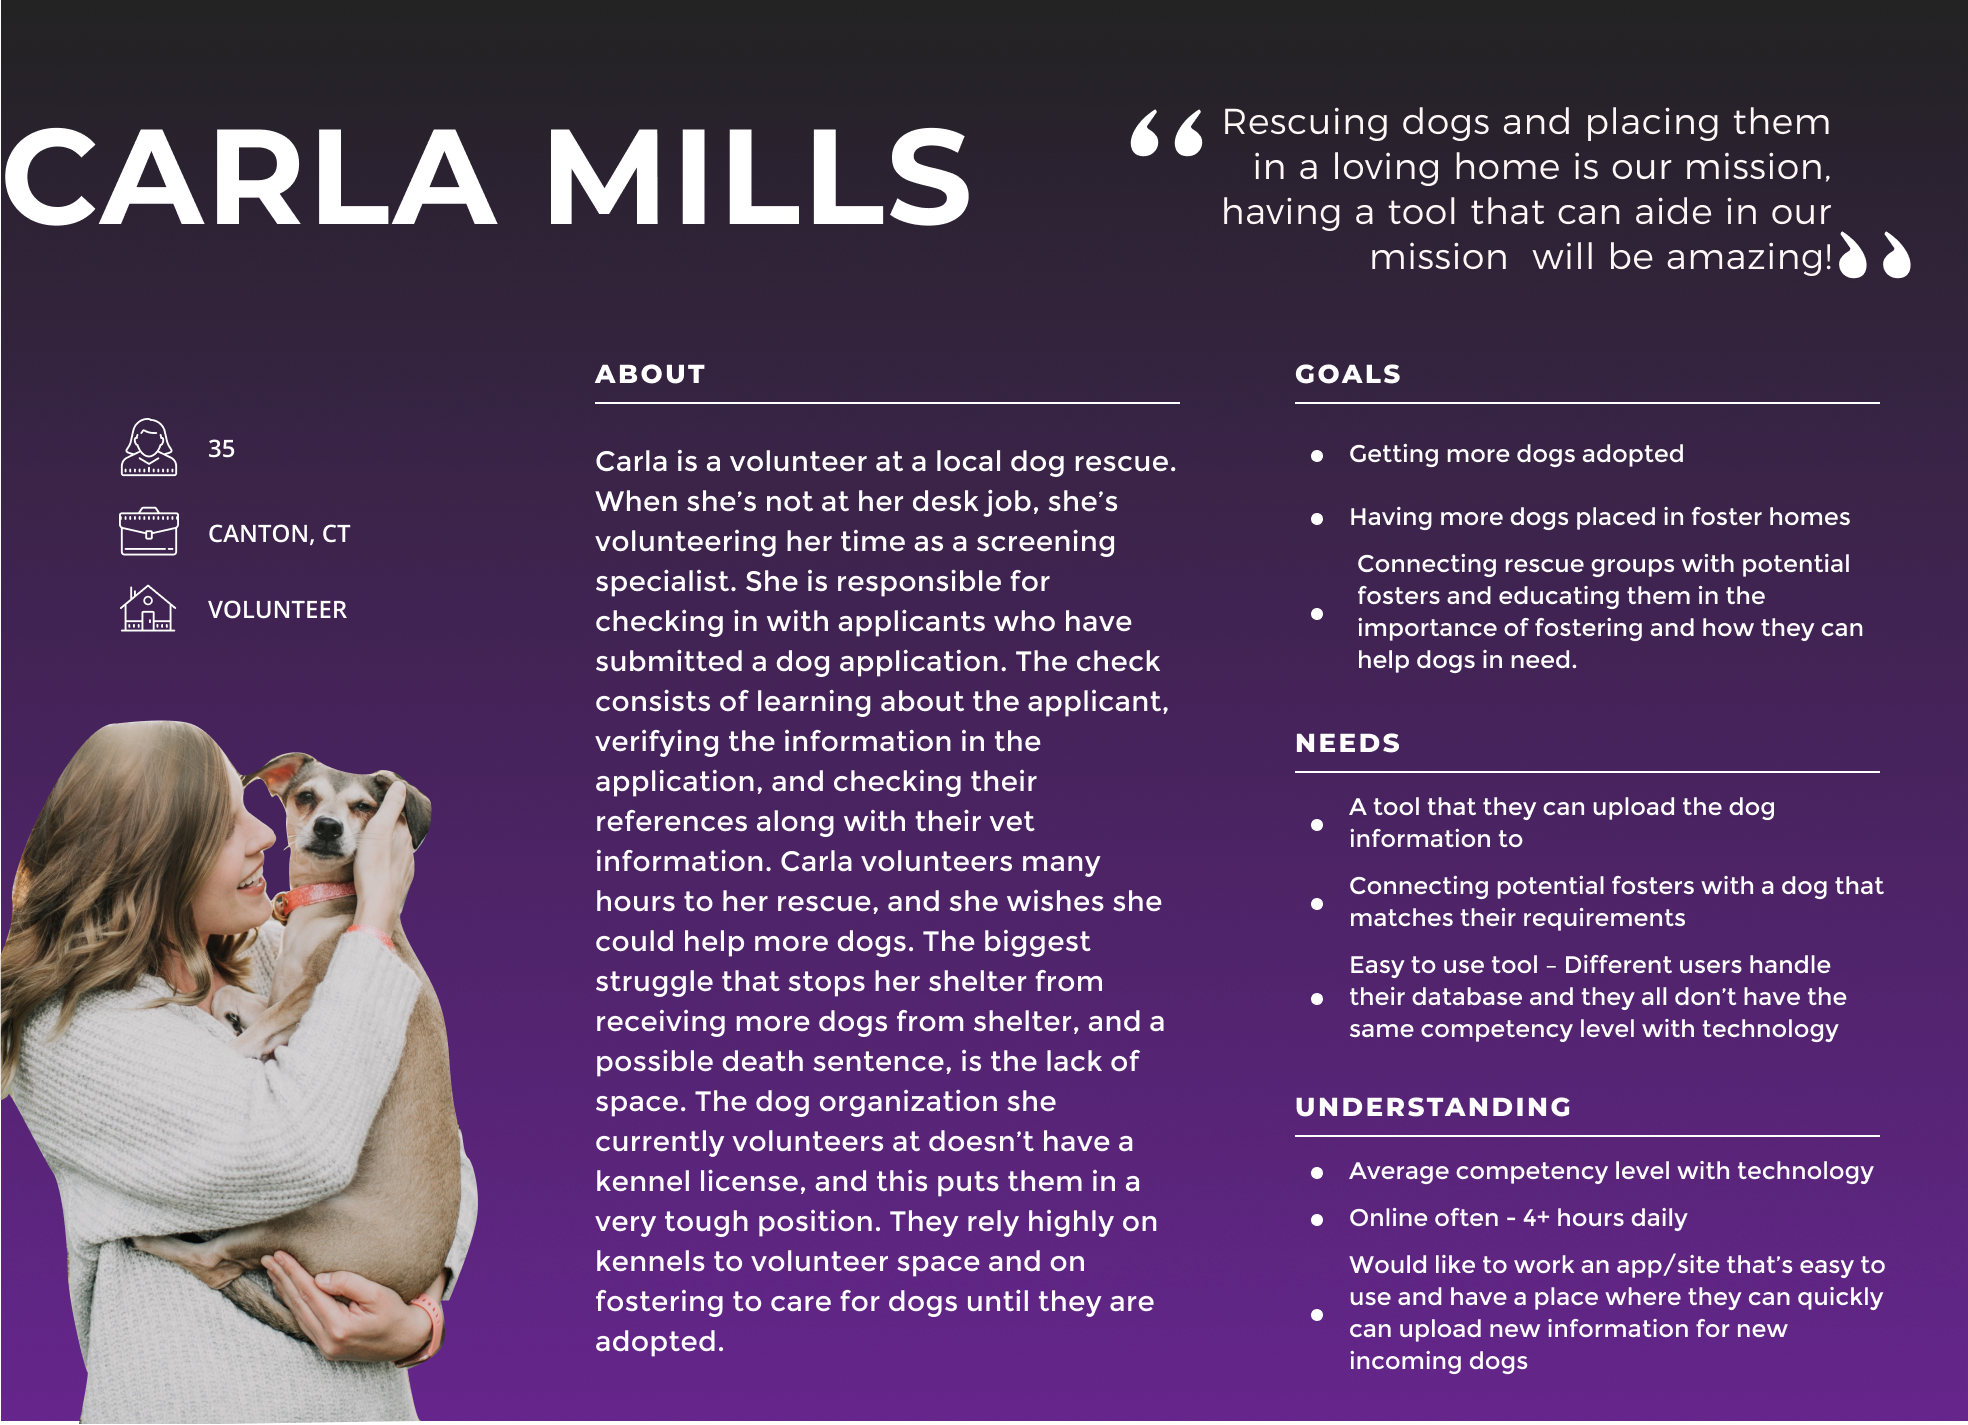 CARLA MILLS
“Rescuing dogs and placing them
in a loving home is our mission,
having a tool that can aide in our
mission will be amazing!”
35
CANTON, CT
VOLUNTEER
ABOUT
Carla is a volunteer at a local dog rescue.
When she’s not at her desk job, she’s
volunteering her time as a screening
specialist. She is responsible for
checking in with applicants who have
submitted a dog application. The check
consists of learning about the applicant,
verifying the information in the
application, and checking their
references along with their vet
information. Carla volunteers many
hours to her rescue, and she wishes she
could help more dogs. The biggest
struggle that stops her shelter from
receiving more dogs from shelter, and a
possible death sentence, is the lack of
space. The dog organization she
currently volunteers at doesn’t have a
kennel license, and this puts them in a
very tough position. They rely highly on
kennels to volunteer space and on
fostering to care for dogs until they are
adopted.
GOALS
• Getting more dogs adopted
• Having more dogs placed in foster homes
• Connecting rescue groups with potential
fosters and educating them in the
importance of fostering and how they can
help dogs in need.
NEEDS
• A tool that they can upload the dog
information to
• Connecting potential fosters with a dog that
matches their requirements
• Easy to use tool – Different users handle
their database and they all don’t have the
same competency level with technology
UNDERSTANDING
• Average competency level with technology
• Online often - 4+ hours daily
• Would like to work an app/site that’s easy to
use and have a place where they can quickly
can upload new information for new
incoming dogs